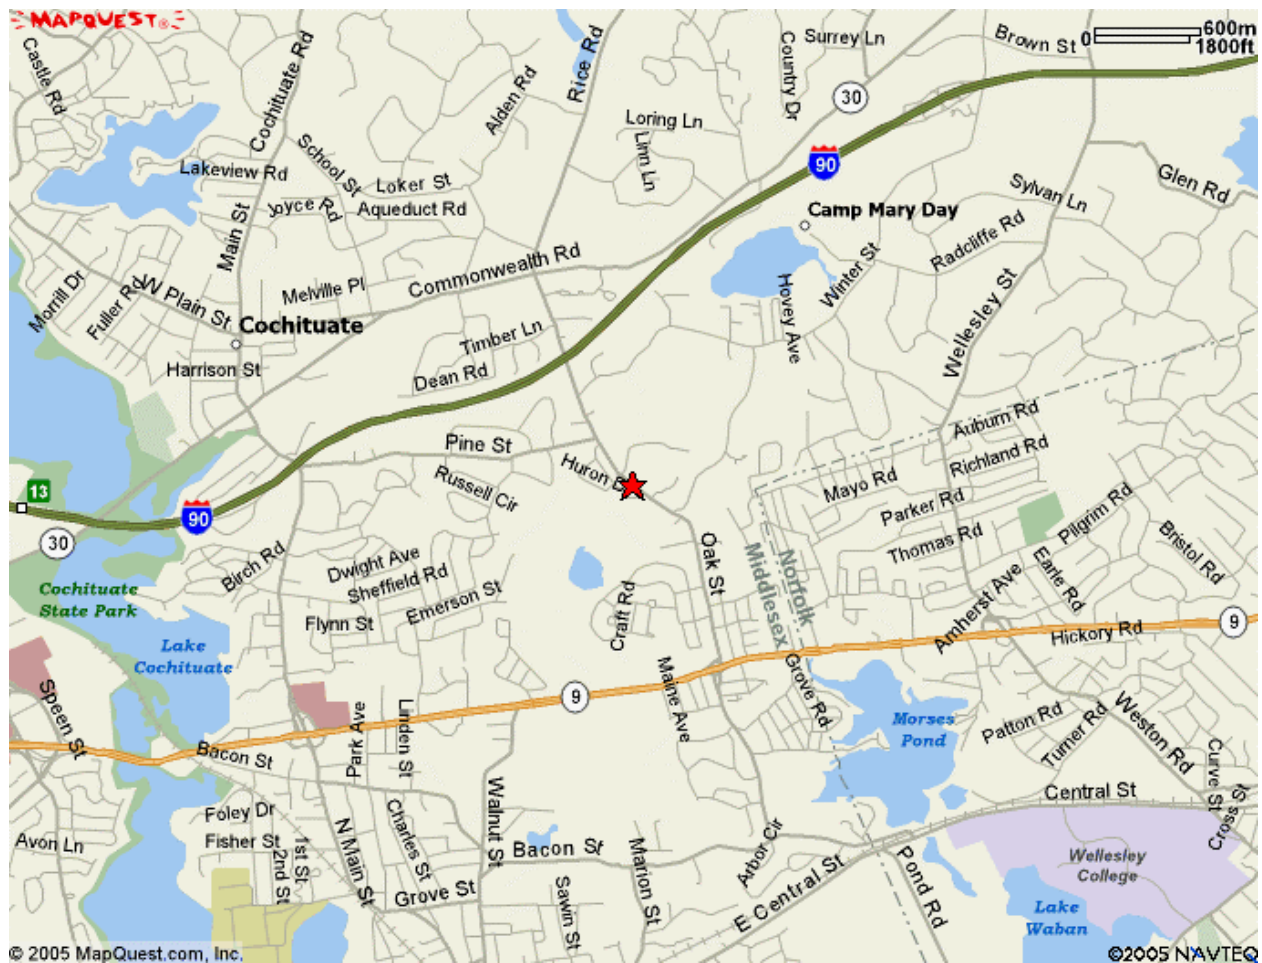 MAPQUEST®
Surrey Ln
Brown St
0
600m
1800ft
Castle Rd
Cochituate Rd
Rice Rd
Country Dr
30
Alden Rd
Loring Ln
Linn Ln
90
School St
Lakeview Rd
Loker St
Glen Rd
Joyce Rd
Aqueduct Rd
Sylvan Ln
Camp Mary Day
Radcliffe Rd
Main St
Commonwealth Rd
Winter St
Hovey Ave
Morrill Dr
W Plain St
Melville Pl
Fuller Rd
Cochituate
Wellesley St
Timber Ln
Harrison St
Dean Rd
Auburn Rd
Pine St
Richland Rd
Huron
Mayo Rd
Russell Cir
13
Parker Rd
Pilgrim Rd
90
30
Thomas Rd
Bristol Rd
Oak St
Norfolk
Middlesex
Birch Rd
Dwight Ave
Sheffield Rd
Earle Rd
Cochituate
State Park
Emerson St
Craft Rd
Amherst Ave
Flynn St
9
Hickory Rd
Lake
Cochituate
Maine Ave
Grove Rd
9
Speen St
Linden St
Park Ave
Morses
Pond
Patton Rd
Turner Rd
Weston Rd
Bacon St
Curve St
Cross St
Walnut St
Central St
Foley Dr
Charles St
Fisher St
Avon Ln
1st St
2nd St
N Main St
Bacon St
Marion St
Arbor Cir
Wellesley
College
Grove St
Sawin St
E Central St
Pond Rd
Lake
Waban
© 2005 MapQuest.com, Inc.
©2005 NAVTEQ